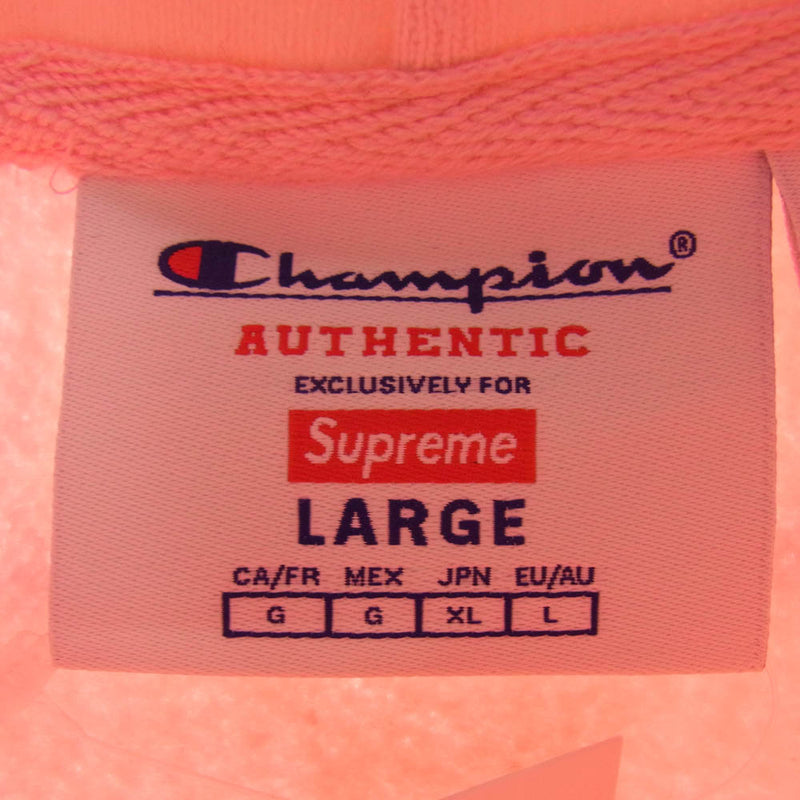 Champion®
AUTHENTIC
EXCLUSIVELY FOR
Supreme
LARGE
CA/FR MEX JPN EU/AU
G G XL L